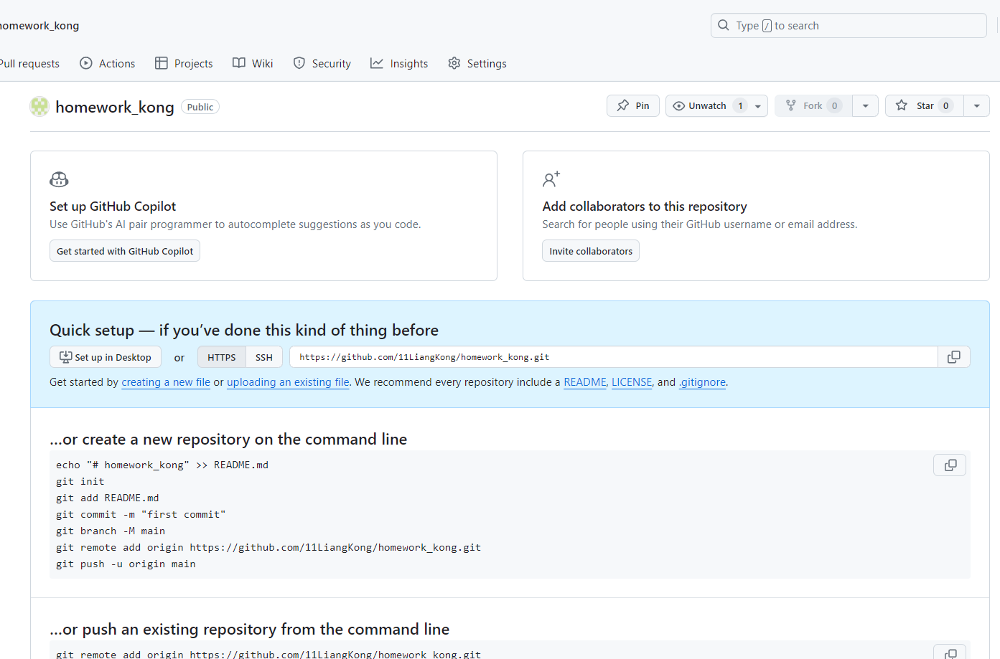 homework_kong
Type / to search
Pull requests Actions Projects Wiki Security Insights Settings
homework_kong Public
Pin Unwatch 1 Fork 0 Star 0
Set up GitHub Copilot
Use GitHub's AI pair programmer to autocomplete suggestions as you code.
Get started with GitHub Copilot
Add collaborators to this repository
Search for people using their GitHub username or email address.
Invite collaborators
Quick setup — if you’ve done this kind of thing before
Set up in Desktop or HTTPS SSH https://github.com/11LiangKong/homework_kong.git
Get started by creating a new file or uploading an existing file. We recommend every repository include a README, LICENSE, and .gitignore.
…or create a new repository on the command line
echo "# homework_kong" >> README.md
git init
git add README.md
git commit -m "first commit"
git branch -M main
git remote add origin https://github.com/11LiangKong/homework_kong.git
git push -u origin main
…or push an existing repository from the command line
git remote add origin https://github.com/11LiangKong/homework_kong.git